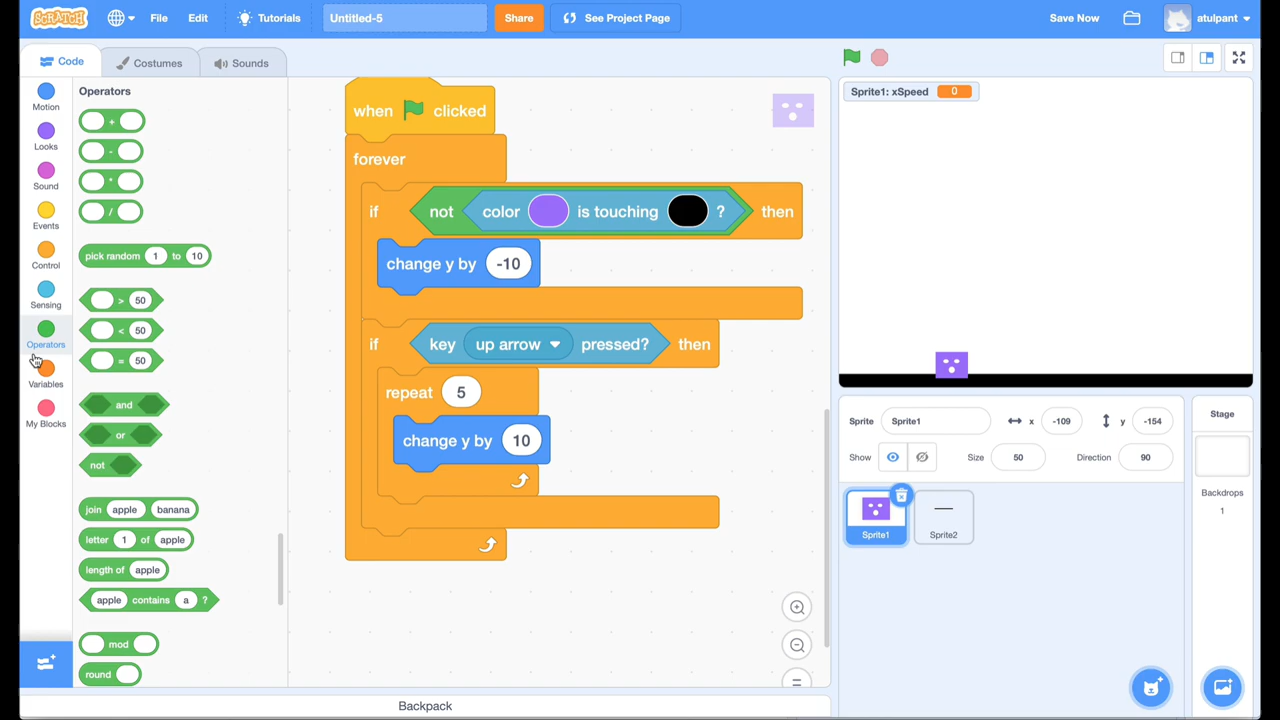 SCRATCH File Edit Tutorials Untitled-5 Share See Project Page Save Now atulpant
Code Costumes Sounds
Motion
Looks
Sound
Events
Control
Sensing
Operators
Variables
My Blocks
Operators
+
-
*
/
pick random 1 to 10
> 50
< 50
= 50
and
or
not
join apple banana
letter 1 of apple
length of apple
apple contains a ?
mod
round
when clicked
forever
if not color is touching ? then
change y by -10
if key up arrow pressed? then
repeat 5
change y by 10
Backpack
Sprite1: xSpeed 0
Sprite Sprite1 x -109 y -154
Show Size 50 Direction 90
Sprite1
Sprite2
Stage
Backdrops
1